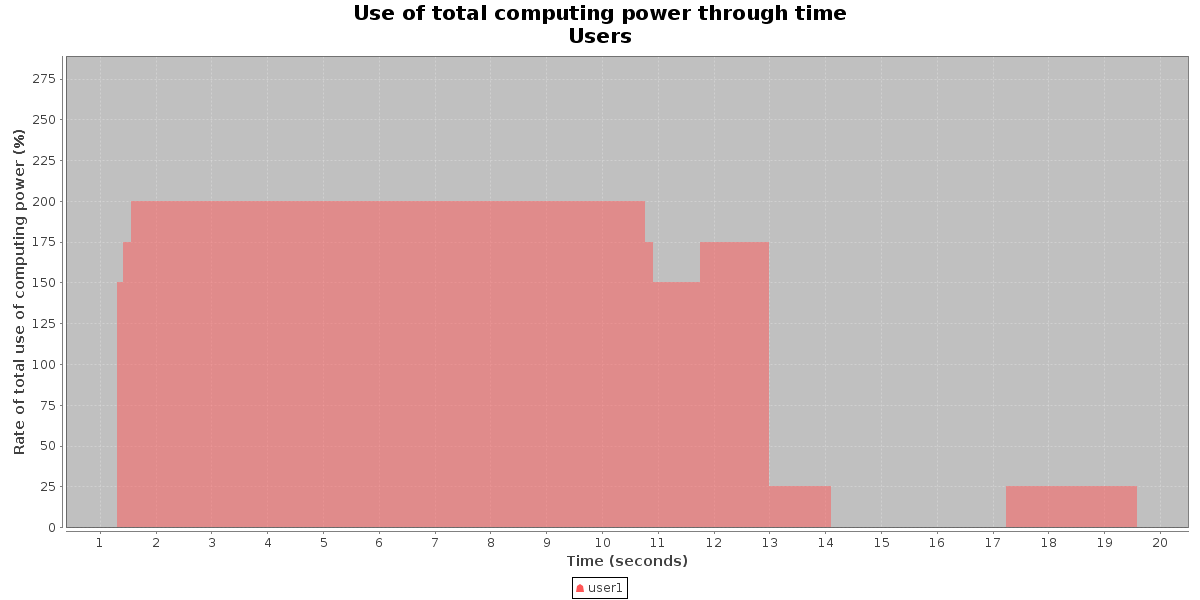 Use of total computing power through time
Users
Rate of total use of computing power (%)
275
250
225
200
175
150
125
100
75
50
25
0
1 2 3 4 5 6 7 8 9 10 11 12 13 14 15 16 17 18 19 20
Time (seconds)
user1